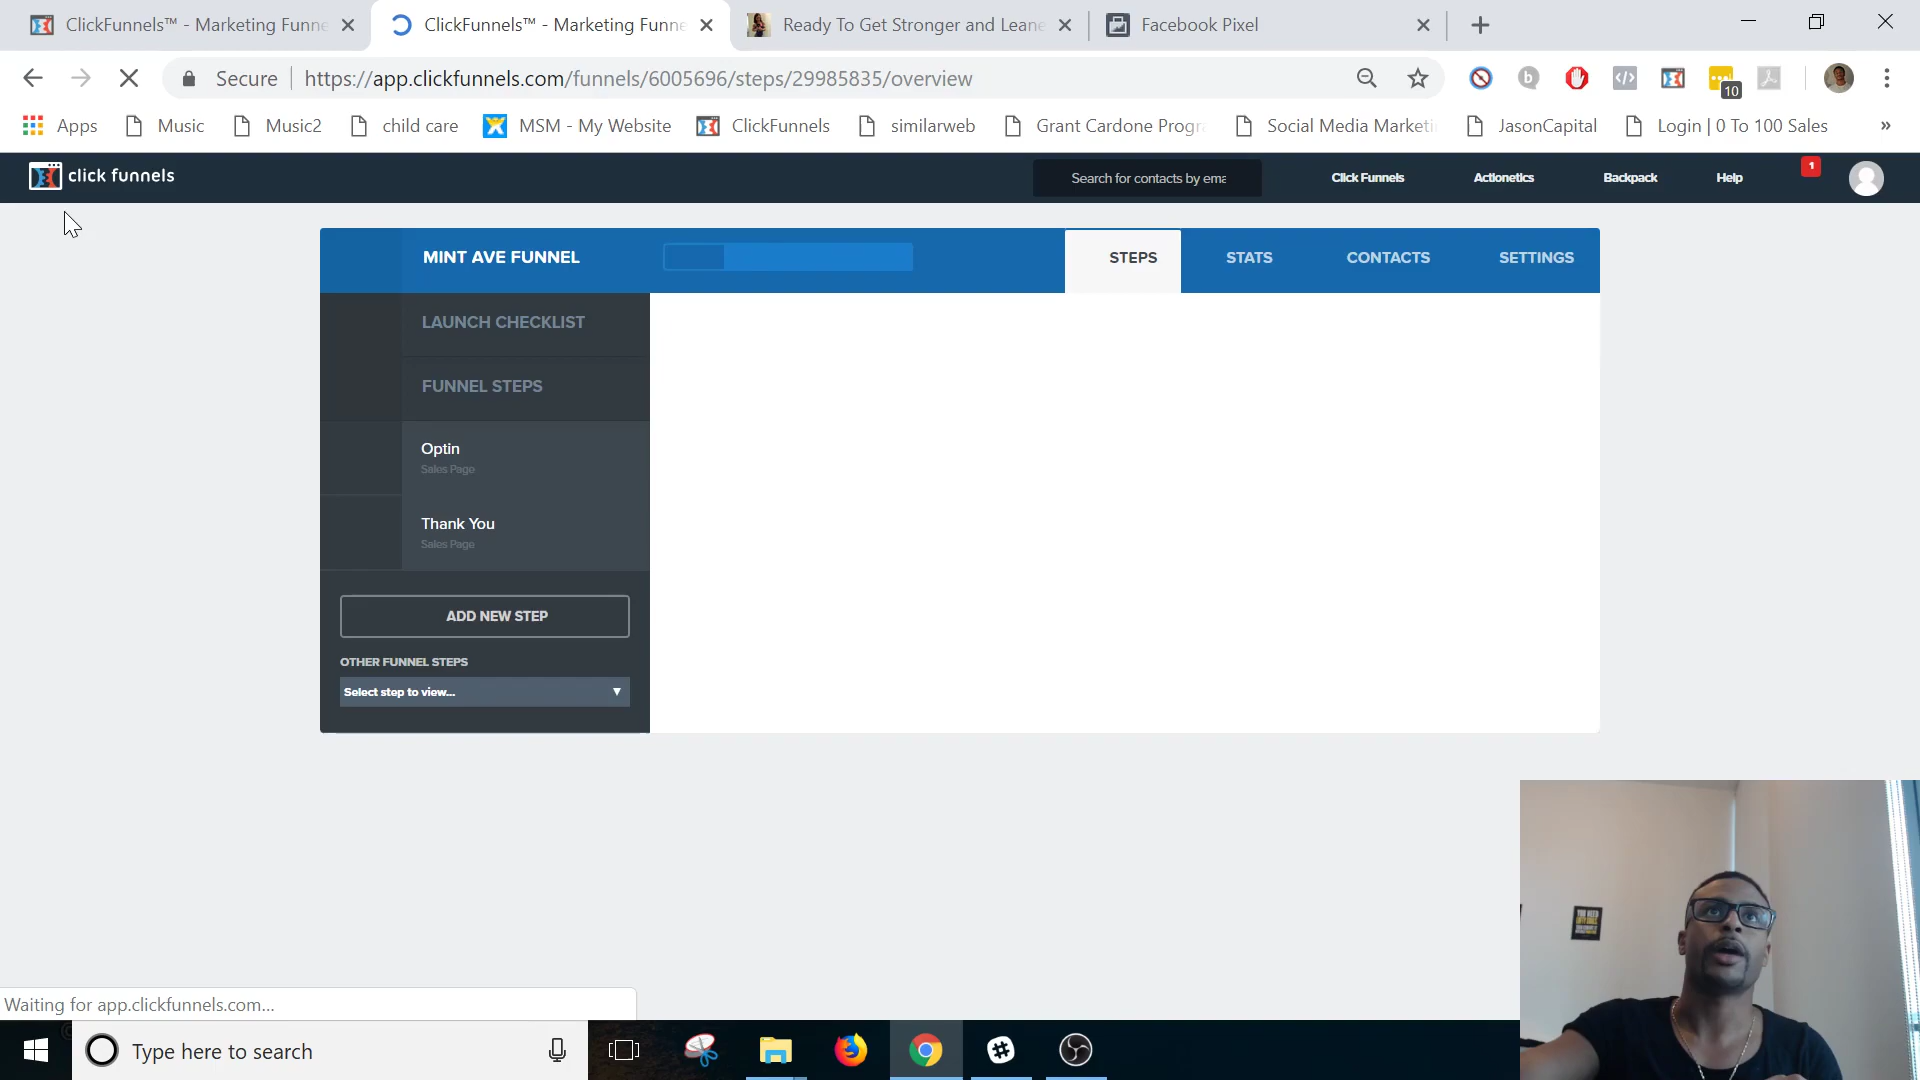 ClickFunnels™ - Marketing Funne
ClickFunnels™ - Marketing Funne
Ready To Get Stronger and Leane
Facebook Pixel
Secure
https://app.clickfunnels.com/funnels/6005696/steps/29985835/overview
10
Apps
Music
Music2
child care
MSM - My Website
ClickFunnels
similarweb
Grant Cardone Progra
Social Media Marketi
JasonCapital
Login | 0 To 100 Sales
»
click funnels
Search for contacts by ema
Click Funnels
Actionetics
Backpack
Help
1
MINT AVE FUNNEL
STEPS
STATS
CONTACTS
SETTINGS
LAUNCH CHECKLIST
FUNNEL STEPS
Optin
Sales Page
Thank You
Sales Page
ADD NEW STEP
OTHER FUNNEL STEPS
Select step to view...
YOU NEED
Waiting for app.clickfunnels.com...
Type here to search